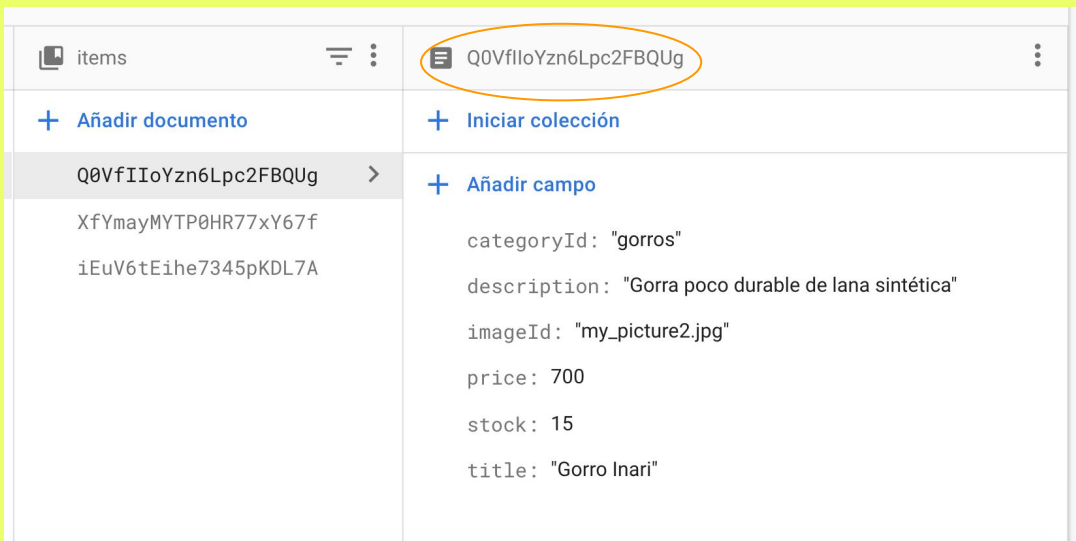 items
Añadir documento
Q0VfIIoYzn6Lpc2FBQUg
XfYmayMYTP0HR77xY67f
iEuV6tEihe7345pKDL7A
Q0VfIIoYzn6Lpc2FBQUg
Iniciar colección
Añadir campo
categoryId: "gorros"
description: "Gorra poco durable de lana sintética"
imageId: "my_picture2.jpg"
price: 700
stock: 15
title: "Gorro Inari"